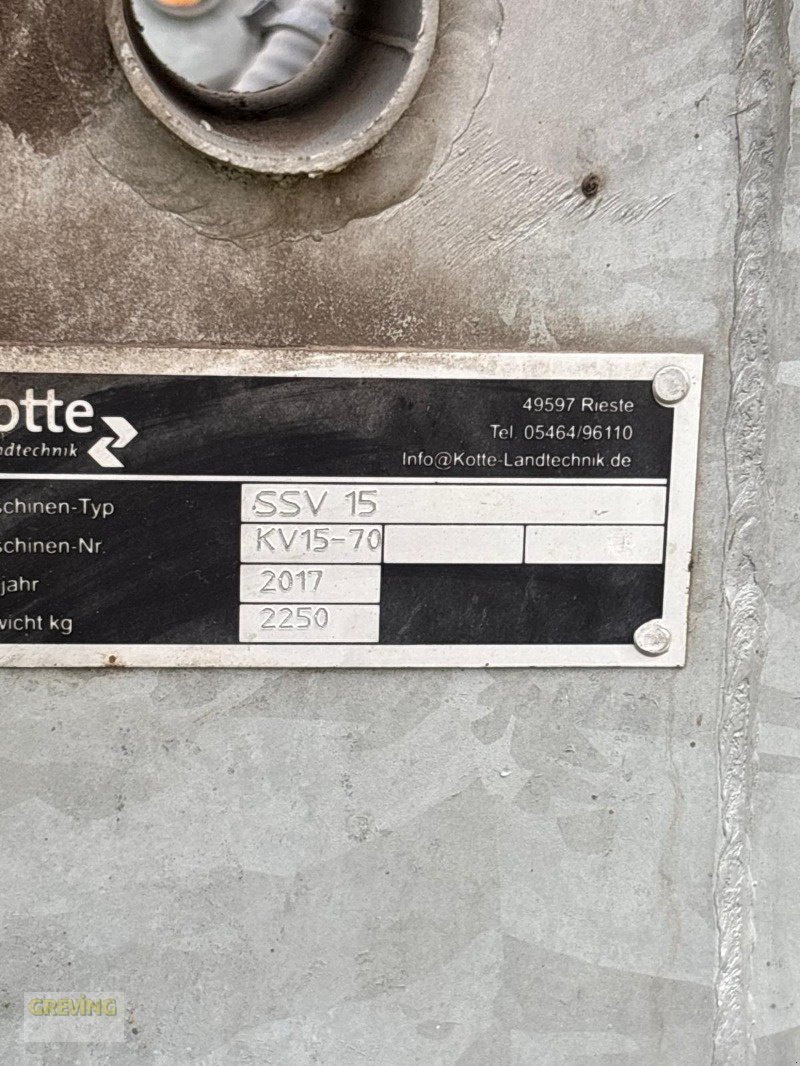 otte
ndtechnik
49597 Rieste
Tel. 05464/96110
Info@Kotte-Landtechnik.de
schinen-Typ SSV 15
schinen-Nr. KV15-70
jahr 2017
wicht kg 2250
GREVING